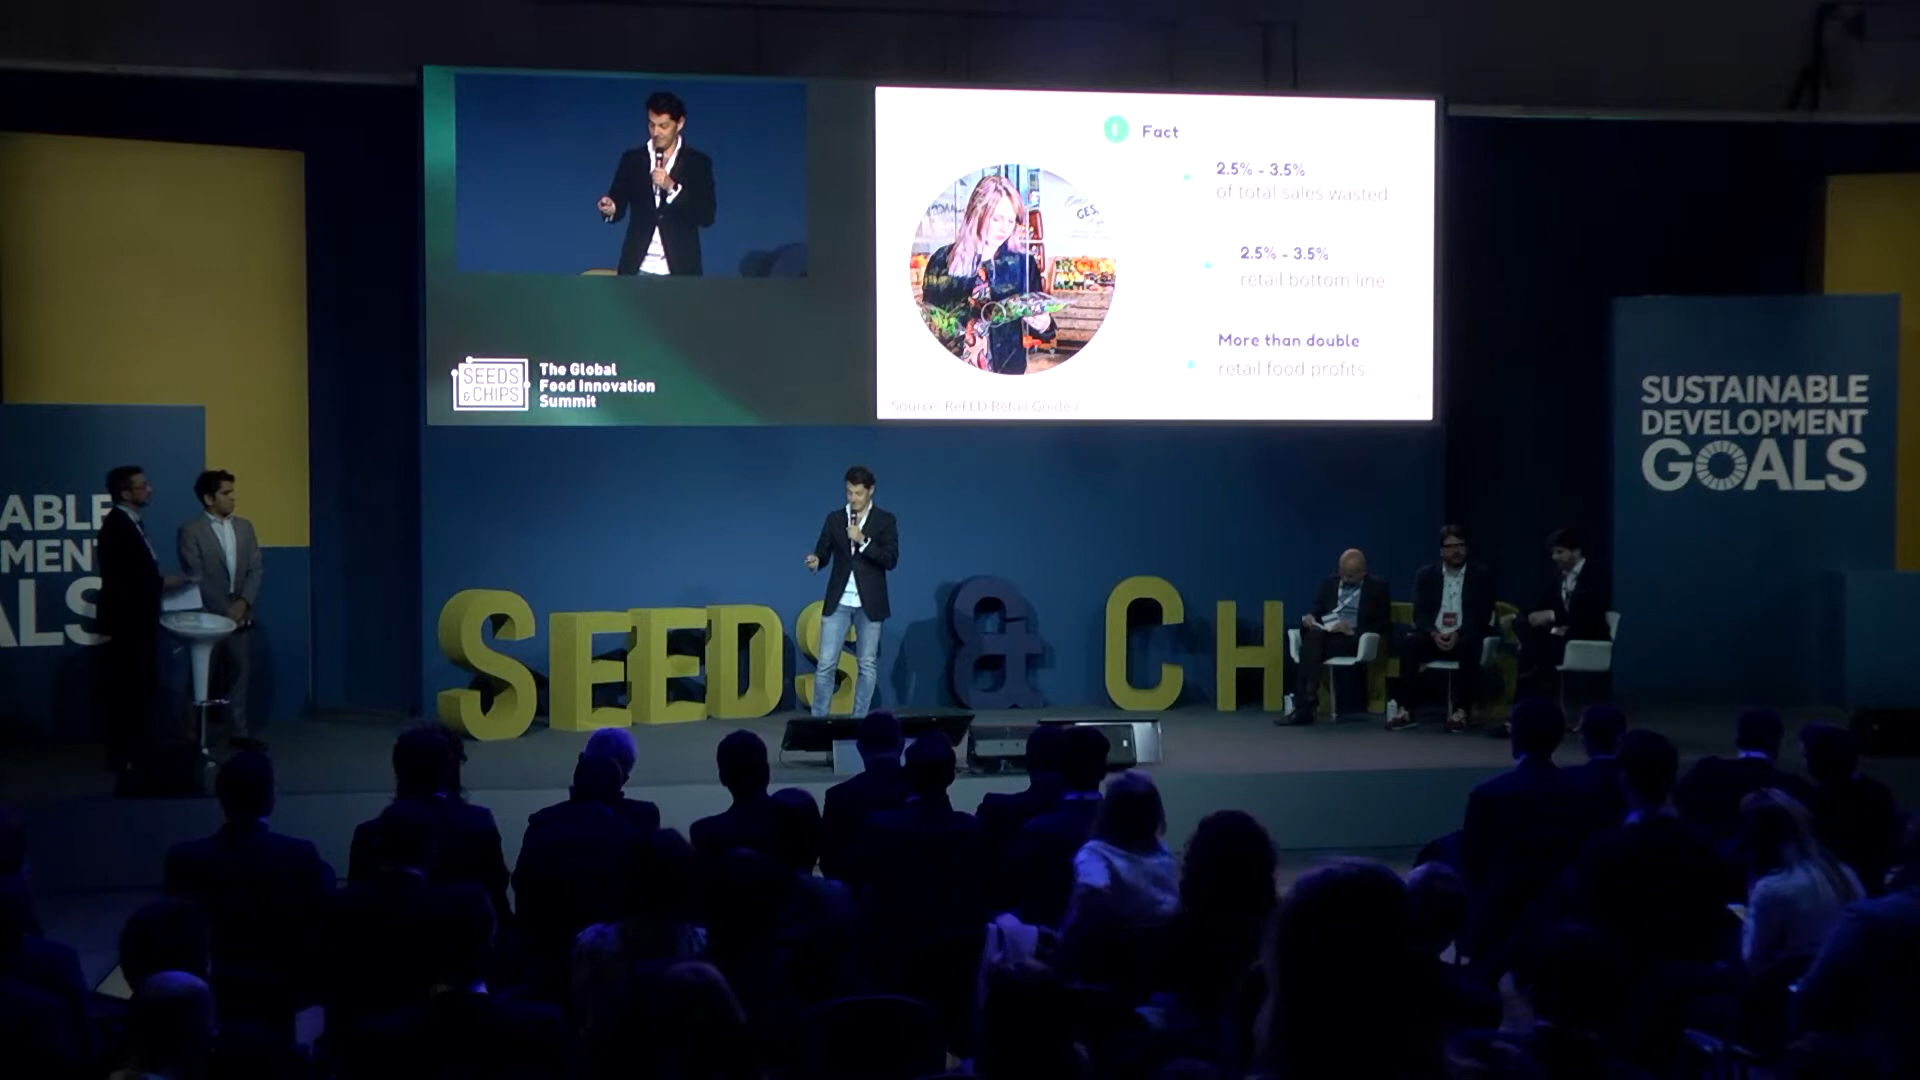 Fact
2.5% - 3.5%
of total sales wasted
2.5% - 3.5%
retail bottom line
More than double
retail food profits
Source: ReFED Retail Guide /
GES.
SEEDS
& CHIPS
The Global
Food Innovation
Summit
SUSTAINABLE
DEVELOPMENT
GOALS
ABLE
MENT
ALS
SEEDS & CH